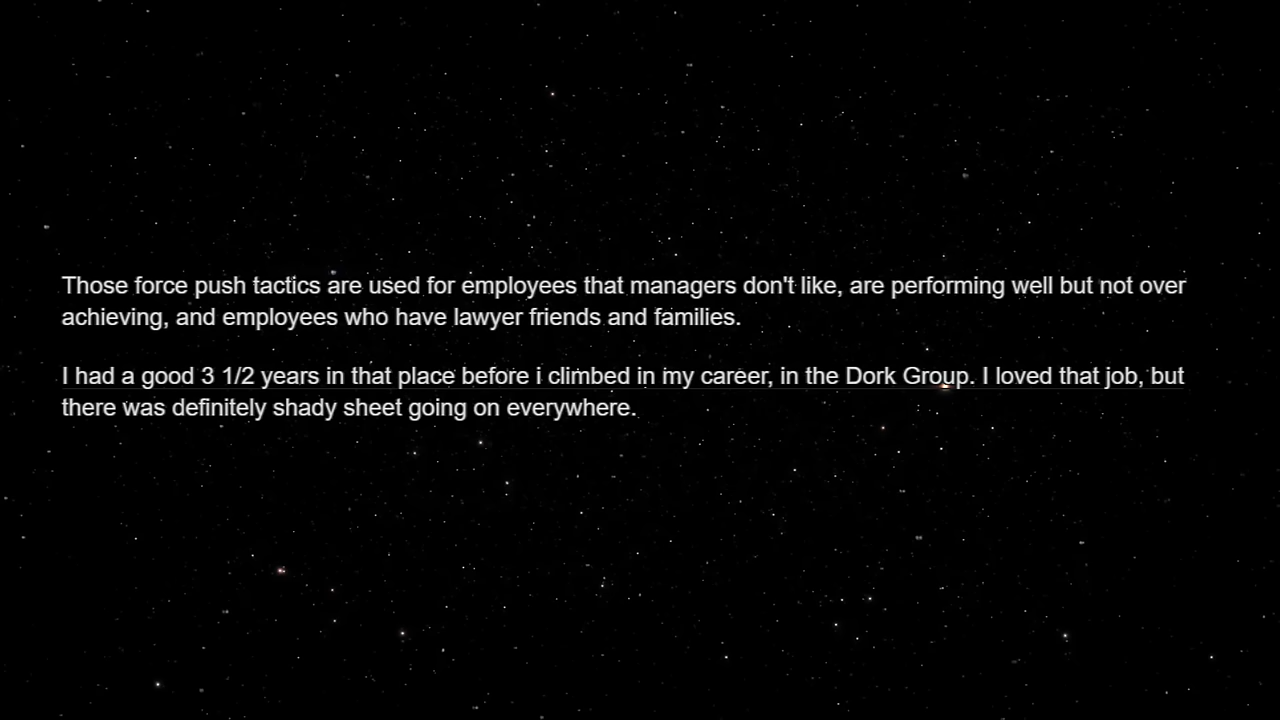 Those force push tactics are used for employees that managers don't like, are performing well but not over
achieving, and employees who have lawyer friends and families.
I had a good 3 1/2 years in that place before i climbed in my career, in the Dork Group. I loved that job, but
there was definitely shady sheet going on everywhere.